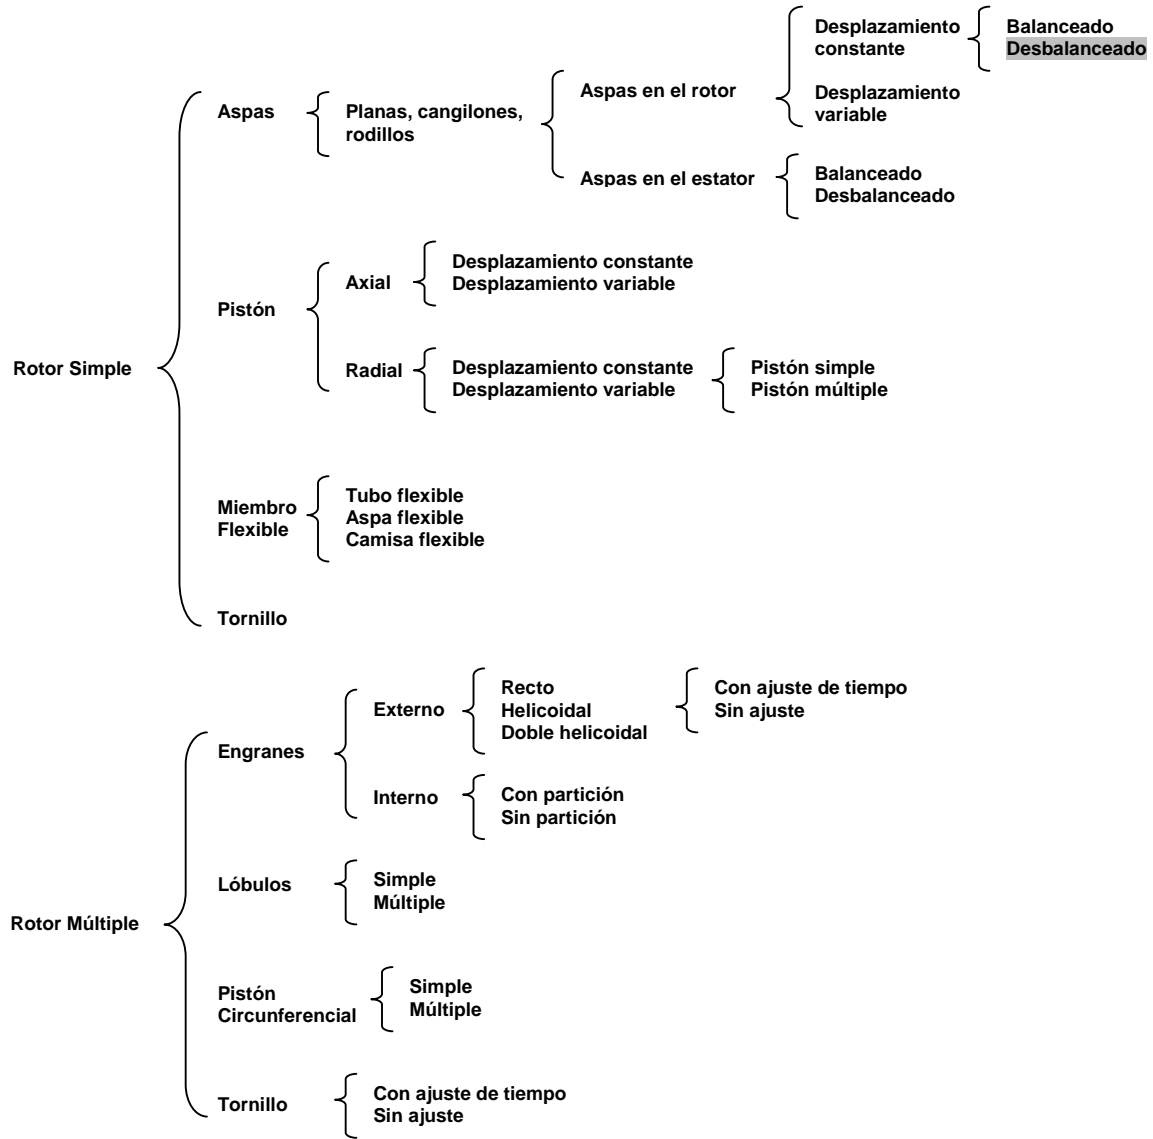 Rotor Simple
Aspas
Planas, cangilones,
rodillos
Aspas en el rotor
Desplazamiento
constante
Balanceado
Desbalanceado
Desplazamiento
variable
Aspas en el estator
Balanceado
Desbalanceado
Pistón
Axial
Desplazamiento constante
Desplazamiento variable
Radial
Desplazamiento constante
Desplazamiento variable
Pistón simple
Pistón múltiple
Miembro
Flexible
Tubo flexible
Aspa flexible
Camisa flexible
Tornillo
Rotor Múltiple
Engranes
Externo
Recto
Helicoidal
Doble helicoidal
Con ajuste de tiempo
Sin ajuste
Interno
Con partición
Sin partición
Lóbulos
Simple
Múltiple
Pistón
Circunferencial
Simple
Múltiple
Tornillo
Con ajuste de tiempo
Sin ajuste